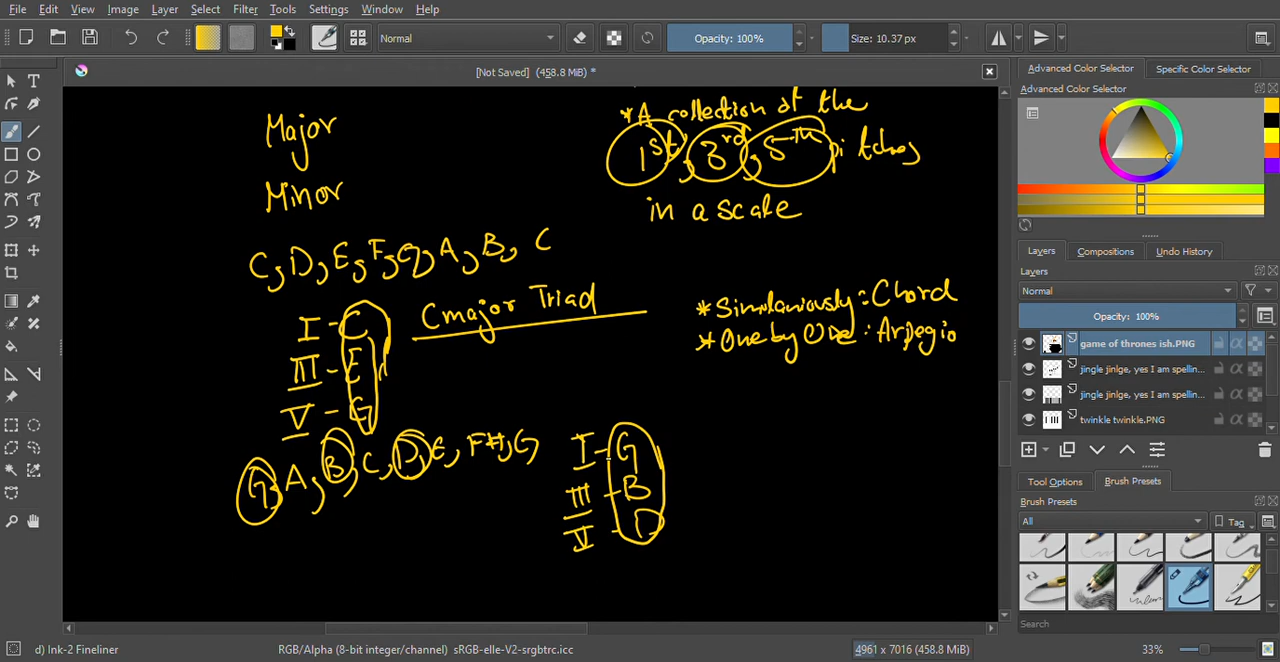 File Edit View Image Layer Select Filter Tools Settings Window Help
Normal
Opacity: 100%
Size: 10.37 px
[Not Saved] (458.8 MiB) *
Advanced Color Selector
Specific Color Selector
Advanced Color Selector
Major
Minor
C, D, E, F, G, A, B, C
I - C
III - E
V - G
C major Triad
G, A, B, C, D, E, F#, G
I - G
III - B
V - D
*A collection of the
1st, 3rd, 5th pitches
in a scale
*Simulaniously : Chord
*One by One : Arpegio
Layers
Compositions
Undo History
Layers
Normal
Opacity: 100%
game of thrones ish.PNG
jingle jinlge, yes I am spellin...
jingle jinlge, yes I am spellin...
twinkle twinkle.PNG
Tool Options
Brush Presets
Brush Presets
All
Tag
Search
d) Ink-2 Fineliner
RGB/Alpha (8-bit integer/channel) sRGB-elle-V2-srgbtrc.icc
4961 x 7016 (458.8 MiB)
33%